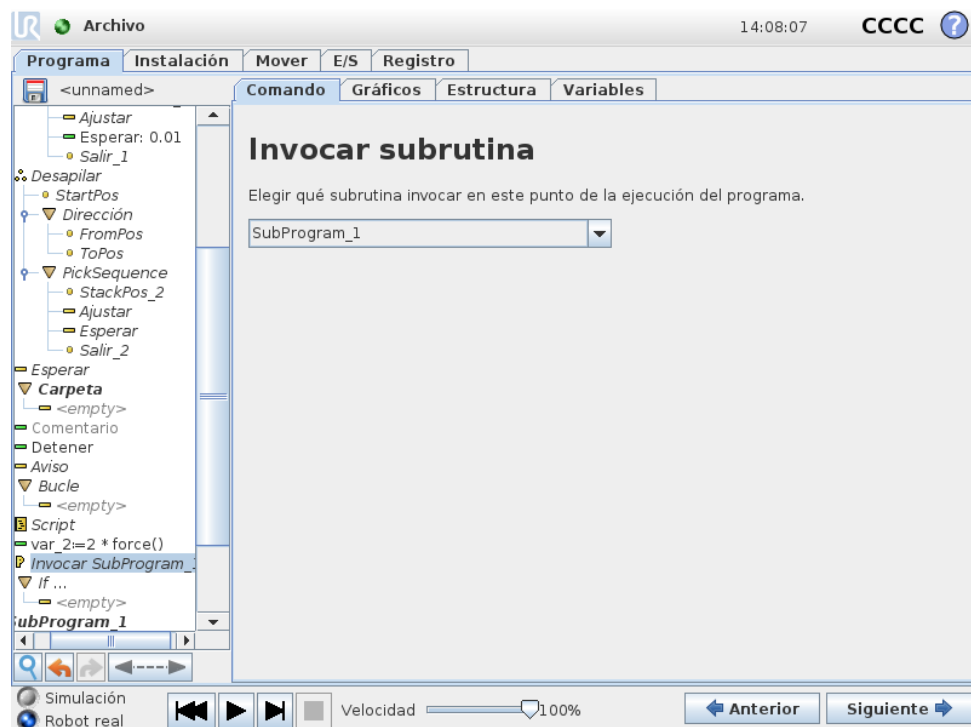 UR Archivo 14:08:07 CCCC ?
Programa Instalación Mover E/S Registro
<unnamed> Comando Gráficos Estructura Variables
Ajustar
Esperar: 0.01
Salir_1
Desapilar
StartPos
Dirección
FromPos
ToPos
PickSequence
StackPos_2
Ajustar
Esperar
Salir_2
Esperar
Carpeta
<empty>
Comentario
Detener
Aviso
Bucle
<empty>
Script
var_2:=2 * force()
P Invocar SubProgram_1
If ...
<empty>
SubProgram_1
Invocar subrutina
Elegir qué subrutina invocar en este punto de la ejecución del programa.
SubProgram_1
Simulación
Robot real
Velocidad 100% Anterior Siguiente